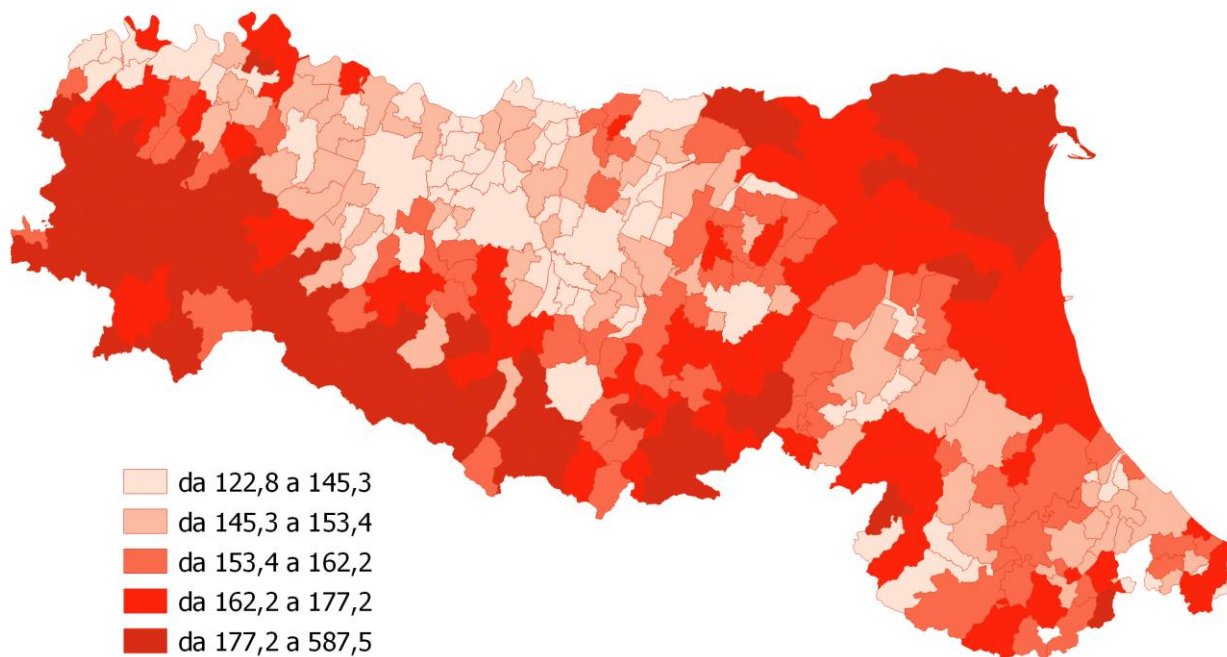 da 122,8 a 145,3
da 145,3 a 153,4
da 153,4 a 162,2
da 162,2 a 177,2
da 177,2 a 587,5